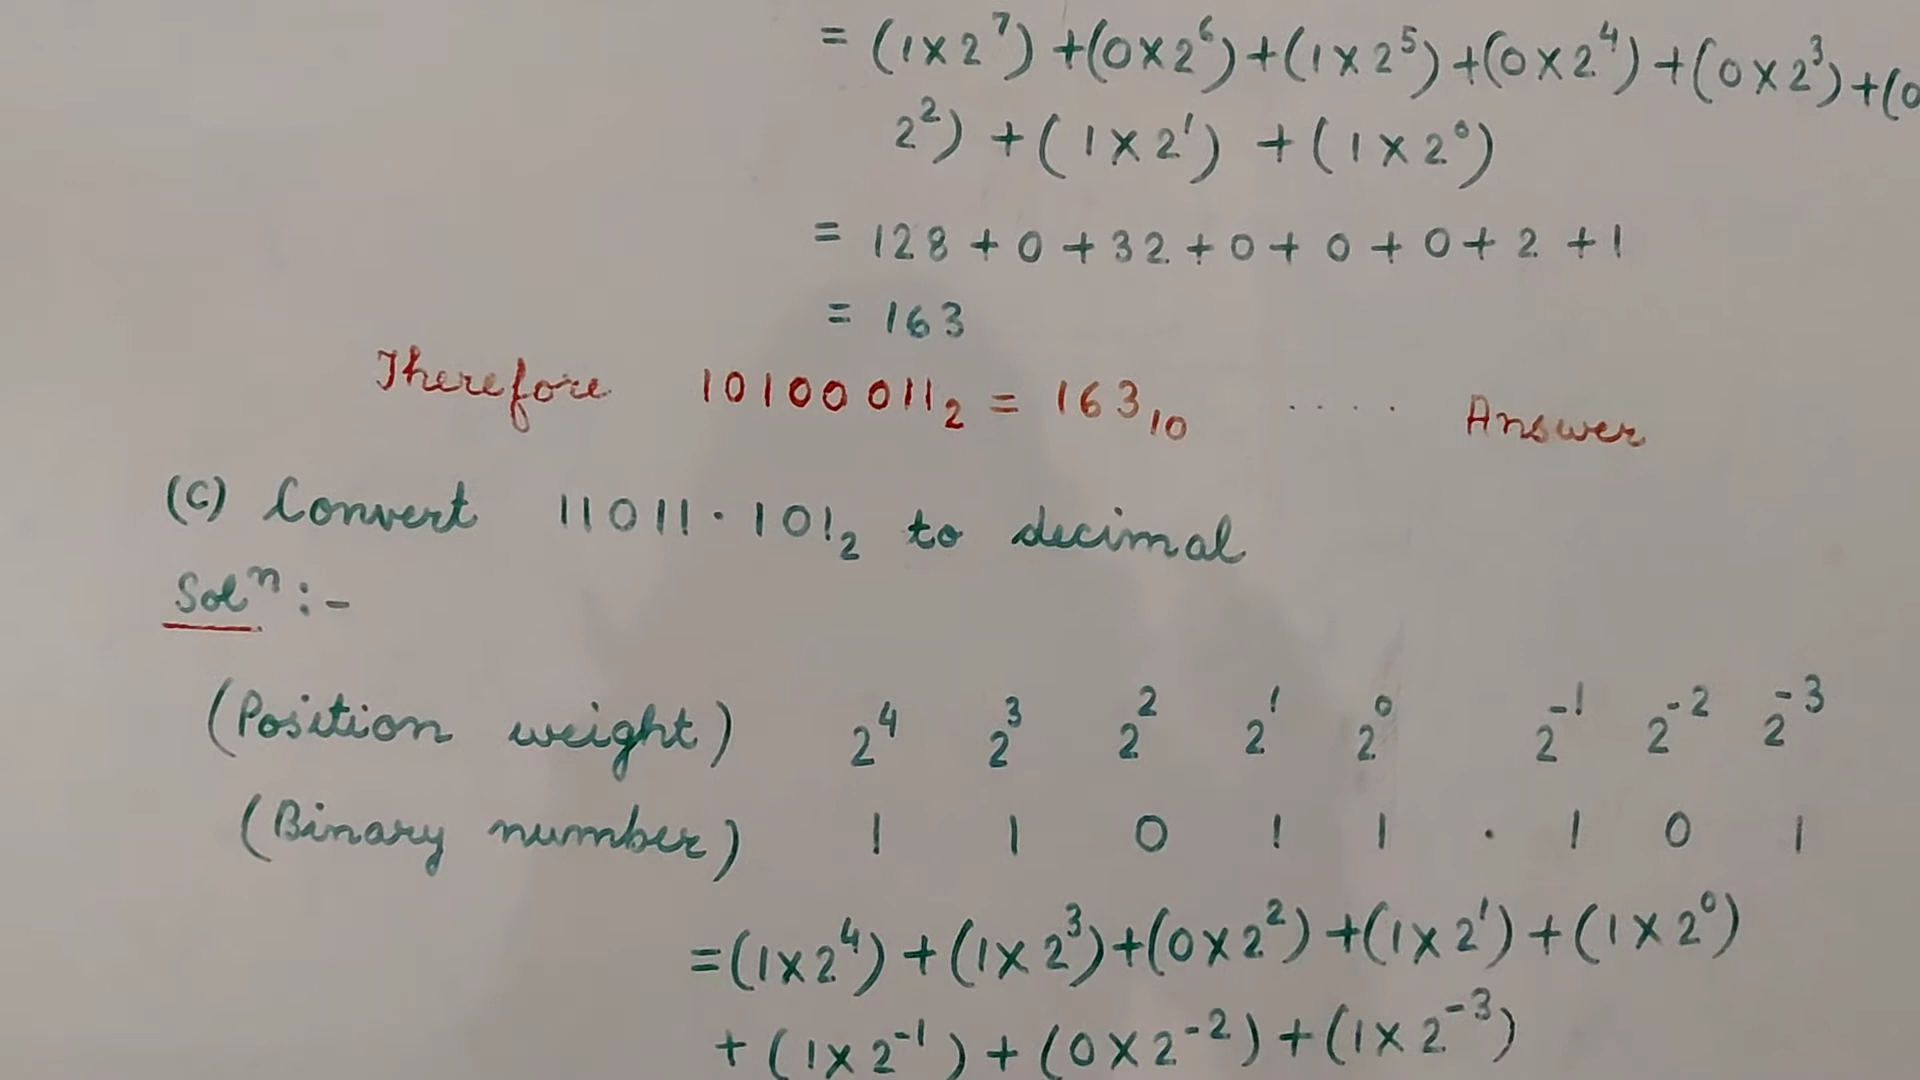 = (1×2⁷) +(0×2⁶)+(1×2⁵)+(0×2⁴)+(0×2³)+(0
2²) +(1×2¹) +(1×2⁰)
= 128 + 0 + 32 + 0 + 0 + 0 + 2 + 1
= 163
Therefore 10100011₂ = 163₁₀ .... Answer
(C) Convert 11011·101₂ to decimal
Solⁿ:-
(Position weight) 2⁴ 2³ 2² 2¹ 2⁰ 2⁻¹ 2⁻² 2⁻³
(Binary number) 1 1 0 1 1 · 1 0 1
=(1×2⁴)+(1×2³)+(0×2²)+(1×2¹)+(1×2⁰)
+(1×2⁻¹)+(0×2⁻²)+(1×2⁻³)